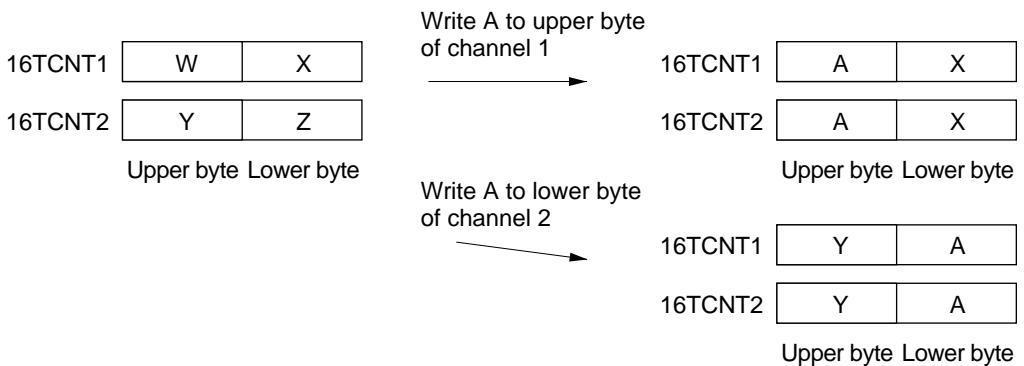 Write A to upper byte
of channel 1
16TCNT1 W X
16TCNT2 Y Z
Upper byte Lower byte
16TCNT1 A X
16TCNT2 A X
Upper byte Lower byte
Write A to lower byte
of channel 2
16TCNT1 Y A
16TCNT2 Y A
Upper byte Lower byte